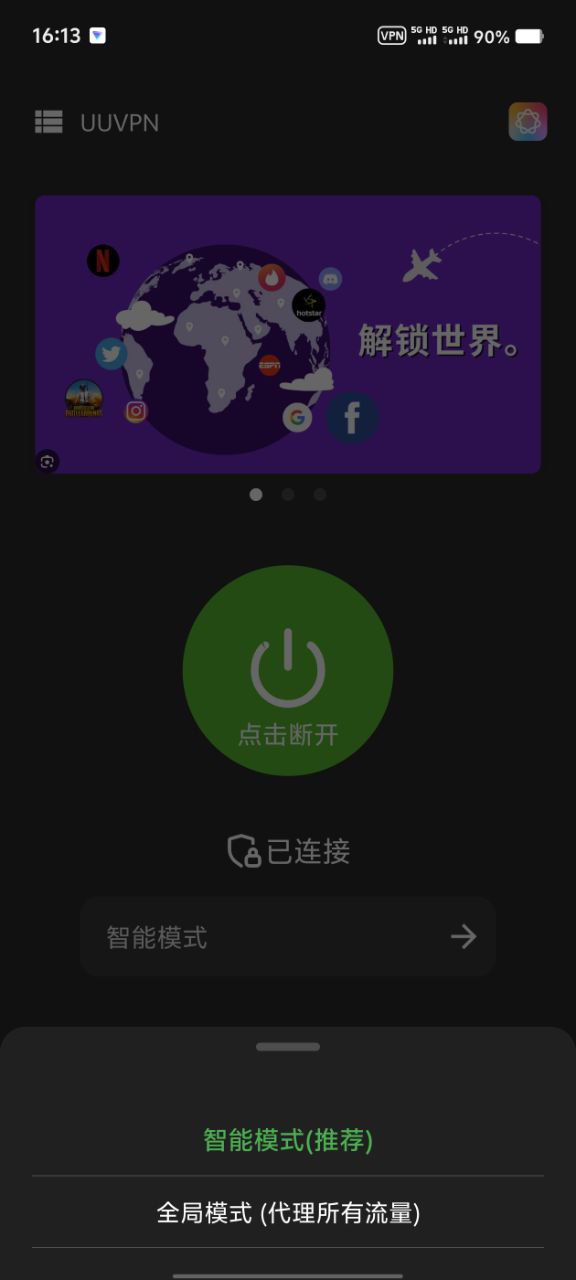 16:13
VPN 5G HD 5G HD 90%
UUVPN
解锁世界。
hotstar
ESPN
点击断开
已连接
智能模式
智能模式(推荐)
全局模式 (代理所有流量)